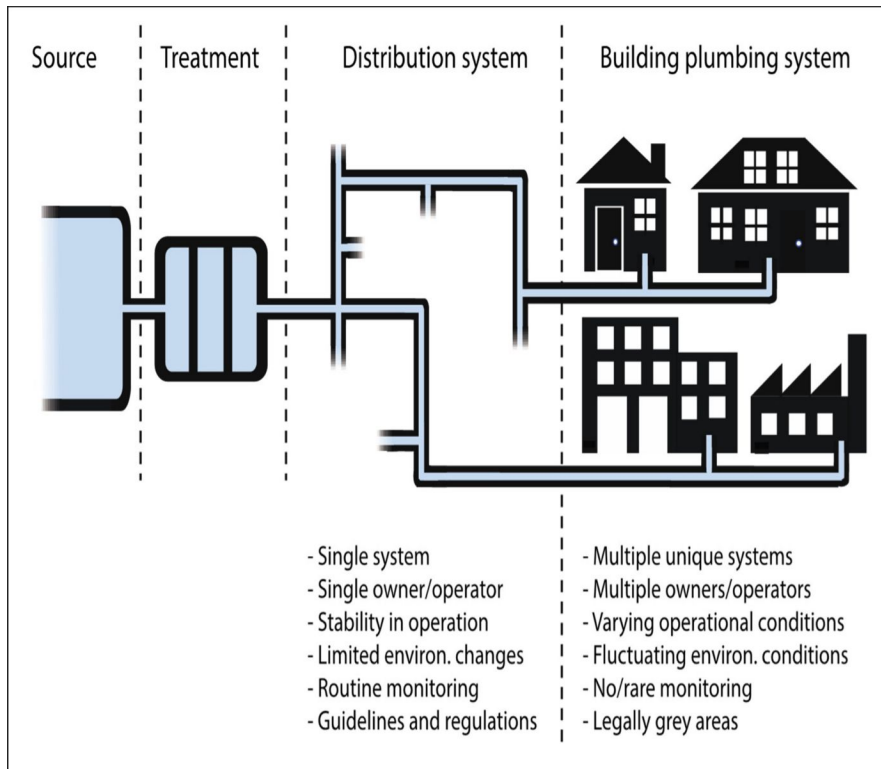 Source
Treatment
Distribution system
Building plumbing system
- Single system
- Single owner/operator
- Stability in operation
- Limited environ. changes
- Routine monitoring
- Guidelines and regulations
- Multiple unique systems
- Multiple owners/operators
- Varying operational conditions
- Fluctuating environ. conditions
- No/rare monitoring
- Legally grey areas